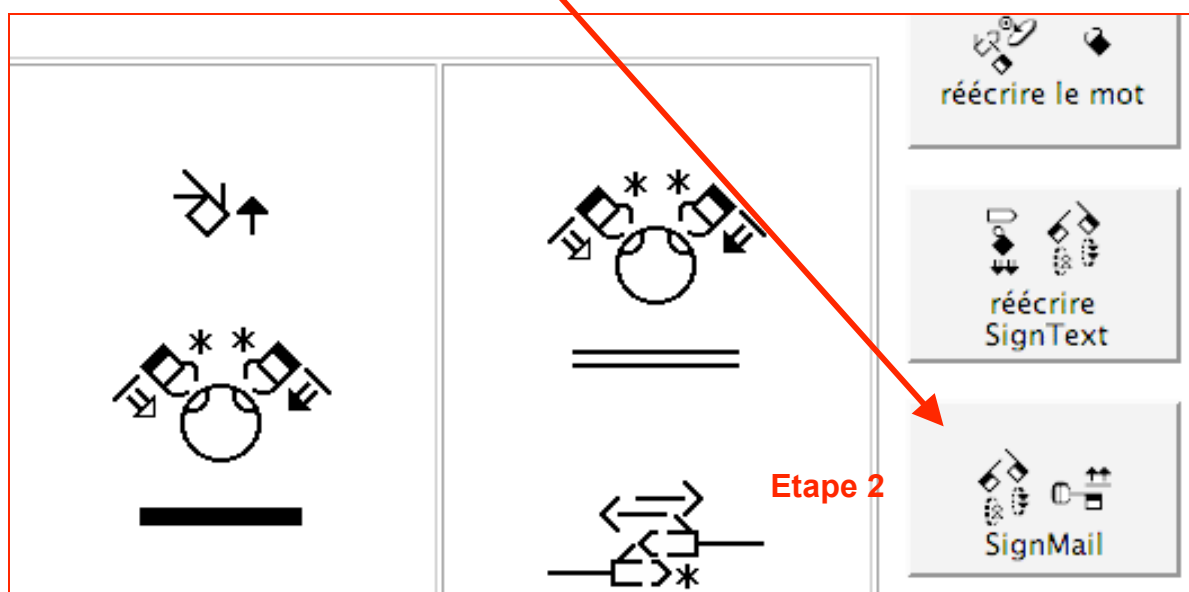 réécrire le mot
réécrire
SignText
Etape 2
SignMail